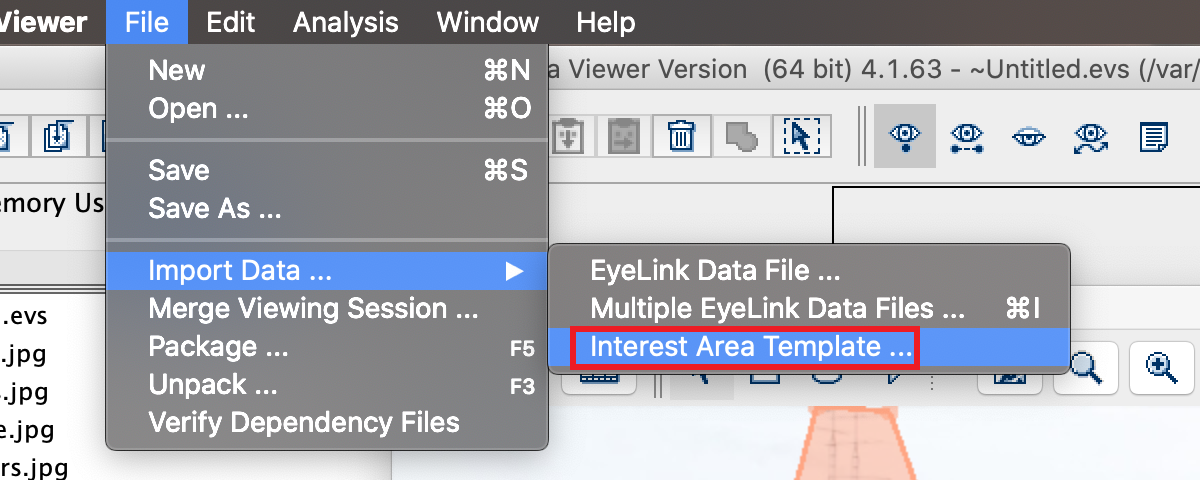 Viewer File Edit Analysis Window Help
a Viewer Version (64 bit) 4.1.63 - ~Untitled.evs (/var/
New ⌘N
Open ... ⌘O
Save ⌘S
Save As ...
emory Us
Import Data ... ▶
Merge Viewing Session ...
Package ... F5
Unpack ... F3
Verify Dependency Files
EyeLink Data File ...
Multiple EyeLink Data Files ... ⌘I
Interest Area Template ...
.evs
.jpg
s.jpg
e.jpg
rs.jpg